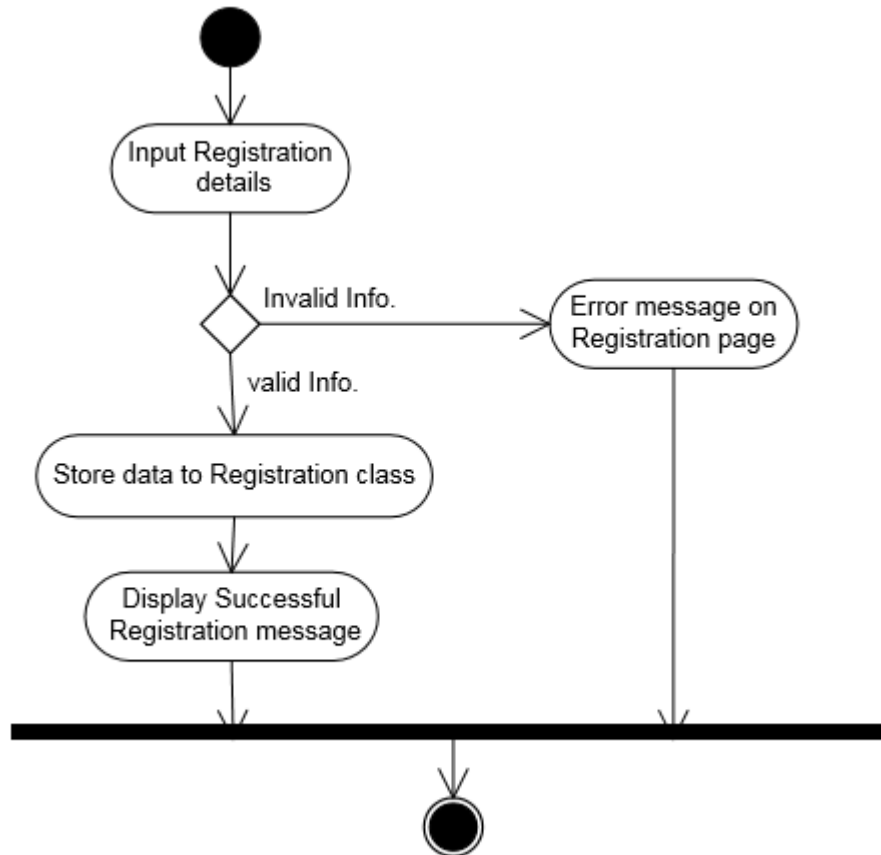 Input Registration
details
Invalid Info.
Error message on
Registration page
valid Info.
Store data to Registration class
Display Successful
Registration message